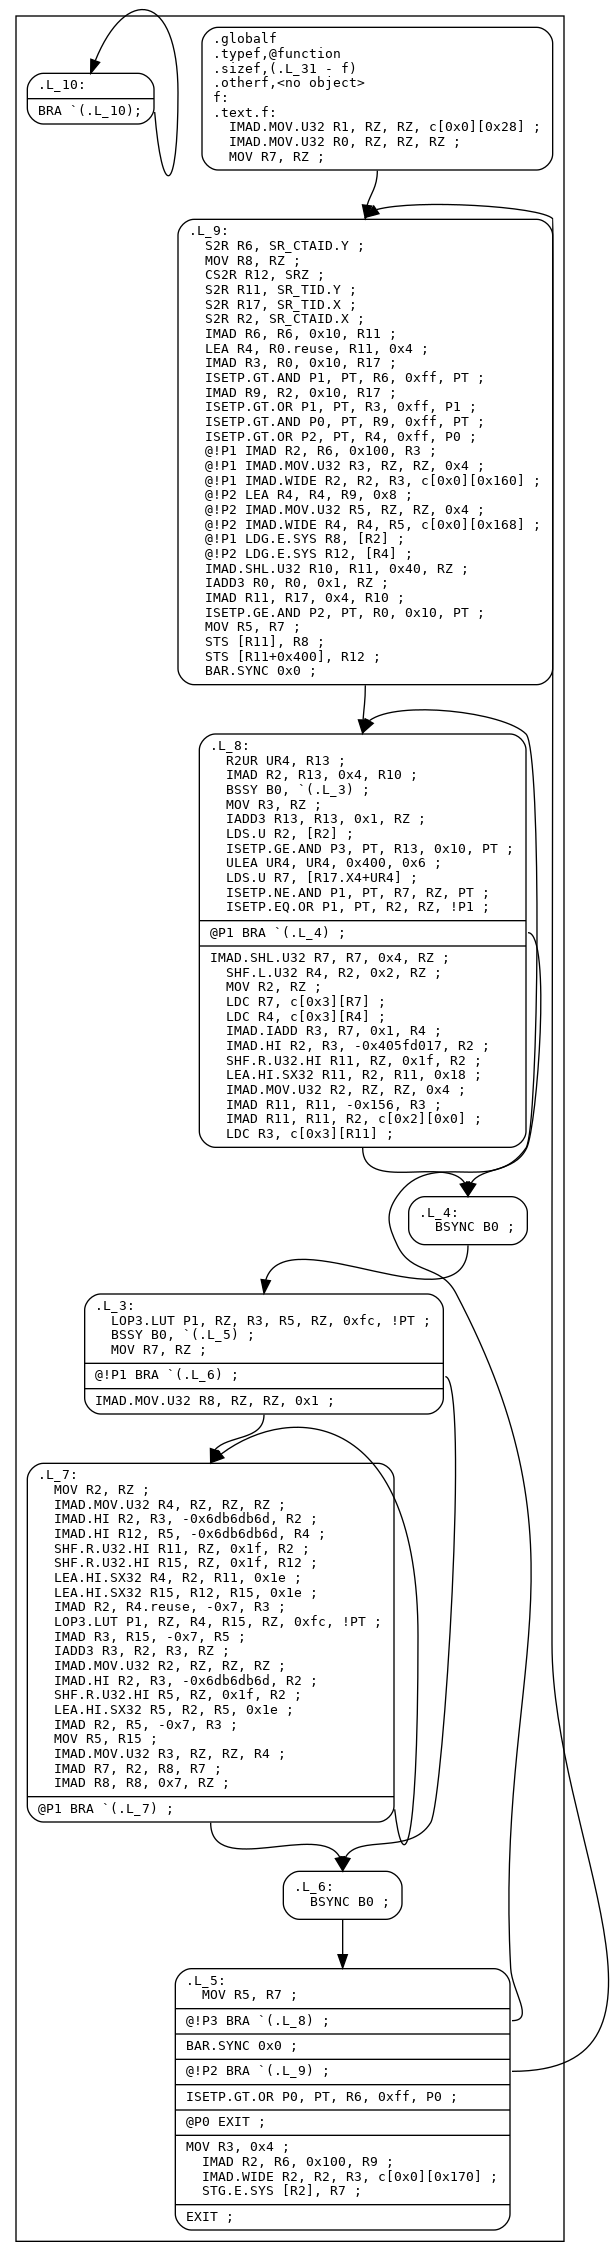 .L_10:
BRA `(.L_10);
.globalf
.typef,@function
.sizef,(.L_31 - f)
.otherf,<no object>
f:
.text.f:
IMAD.MOV.U32 R1, RZ, RZ, c[0x0][0x28] ;
IMAD.MOV.U32 R0, RZ, RZ, RZ ;
MOV R7, RZ ;
.L_9:
S2R R6, SR_CTAID.Y ;
MOV R8, RZ ;
CS2R R12, SRZ ;
S2R R11, SR_TID.Y ;
S2R R17, SR_TID.X ;
S2R R2, SR_CTAID.X ;
IMAD R6, R6, 0x10, R11 ;
LEA R4, R0.reuse, R11, 0x4 ;
IMAD R3, R0, 0x10, R17 ;
ISETP.GT.AND P1, PT, R6, 0xff, PT ;
IMAD R9, R2, 0x10, R17 ;
ISETP.GT.OR P1, PT, R3, 0xff, P1 ;
ISETP.GT.AND P0, PT, R9, 0xff, PT ;
ISETP.GT.OR P2, PT, R4, 0xff, P0 ;
@!P1 IMAD R2, R6, 0x100, R3 ;
@!P1 IMAD.MOV.U32 R3, RZ, RZ, 0x4 ;
@!P1 IMAD.WIDE R2, R2, R3, c[0x0][0x160] ;
@!P2 LEA R4, R4, R9, 0x8 ;
@!P2 IMAD.MOV.U32 R5, RZ, RZ, 0x4 ;
@!P2 IMAD.WIDE R4, R4, R5, c[0x0][0x168] ;
@!P1 LDG.E.SYS R8, [R2] ;
@!P2 LDG.E.SYS R12, [R4] ;
IMAD.SHL.U32 R10, R11, 0x40, RZ ;
IADD3 R0, R0, 0x1, RZ ;
IMAD R11, R17, 0x4, R10 ;
ISETP.GE.AND P2, PT, R0, 0x10, PT ;
MOV R5, R7 ;
STS [R11], R8 ;
STS [R11+0x400], R12 ;
BAR.SYNC 0x0 ;
.L_8:
R2UR UR4, R13 ;
IMAD R2, R13, 0x4, R10 ;
BSSY B0, `(.L_3) ;
MOV R3, RZ ;
IADD3 R13, R13, 0x1, RZ ;
LDS.U R2, [R2] ;
ISETP.GE.AND P3, PT, R13, 0x10, PT ;
ULEA UR4, UR4, 0x400, 0x6 ;
LDS.U R7, [R17.X4+UR4] ;
ISETP.NE.AND P1, PT, R7, RZ, PT ;
ISETP.EQ.OR P1, PT, R2, RZ, !P1 ;
@P1 BRA `(.L_4) ;
IMAD.SHL.U32 R7, R7, 0x4, RZ ;
SHF.L.U32 R4, R2, 0x2, RZ ;
MOV R2, RZ ;
LDC R7, c[0x3][R7] ;
LDC R4, c[0x3][R4] ;
IMAD.IADD R3, R7, 0x1, R4 ;
IMAD.HI R2, R3, -0x405fd017, R2 ;
SHF.R.U32.HI R11, RZ, 0x1f, R2 ;
LEA.HI.SX32 R11, R2, R11, 0x18 ;
IMAD.MOV.U32 R2, RZ, RZ, 0x4 ;
IMAD R11, R11, -0x156, R3 ;
IMAD R11, R11, R2, c[0x2][0x0] ;
LDC R3, c[0x3][R11] ;
.L_4:
BSYNC B0 ;
.L_3:
LOP3.LUT P1, RZ, R3, R5, RZ, 0xfc, !PT ;
BSSY B0, `(.L_5) ;
MOV R7, RZ ;
@!P1 BRA `(.L_6) ;
IMAD.MOV.U32 R8, RZ, RZ, 0x1 ;
.L_7:
MOV R2, RZ ;
IMAD.MOV.U32 R4, RZ, RZ, RZ ;
IMAD.HI R2, R3, -0x6db6db6d, R2 ;
IMAD.HI R12, R5, -0x6db6db6d, R4 ;
SHF.R.U32.HI R11, RZ, 0x1f, R2 ;
SHF.R.U32.HI R15, RZ, 0x1f, R12 ;
LEA.HI.SX32 R4, R2, R11, 0x1e ;
LEA.HI.SX32 R15, R12, R15, 0x1e ;
IMAD R2, R4.reuse, -0x7, R3 ;
LOP3.LUT P1, RZ, R4, R15, RZ, 0xfc, !PT ;
IMAD R3, R15, -0x7, R5 ;
IADD3 R3, R2, R3, RZ ;
IMAD.MOV.U32 R2, RZ, RZ, RZ ;
IMAD.HI R2, R3, -0x6db6db6d, R2 ;
SHF.R.U32.HI R5, RZ, 0x1f, R2 ;
LEA.HI.SX32 R5, R2, R5, 0x1e ;
IMAD R2, R5, -0x7, R3 ;
MOV R5, R15 ;
IMAD.MOV.U32 R3, RZ, RZ, R4 ;
IMAD R7, R2, R8, R7 ;
IMAD R8, R8, 0x7, RZ ;
@P1 BRA `(.L_7) ;
.L_6:
BSYNC B0 ;
.L_5:
MOV R5, R7 ;
@!P3 BRA `(.L_8) ;
BAR.SYNC 0x0 ;
@!P2 BRA `(.L_9) ;
ISETP.GT.OR P0, PT, R6, 0xff, P0 ;
@P0 EXIT ;
MOV R3, 0x4 ;
IMAD R2, R6, 0x100, R9 ;
IMAD.WIDE R2, R2, R3, c[0x0][0x170] ;
STG.E.SYS [R2], R7 ;
EXIT ;